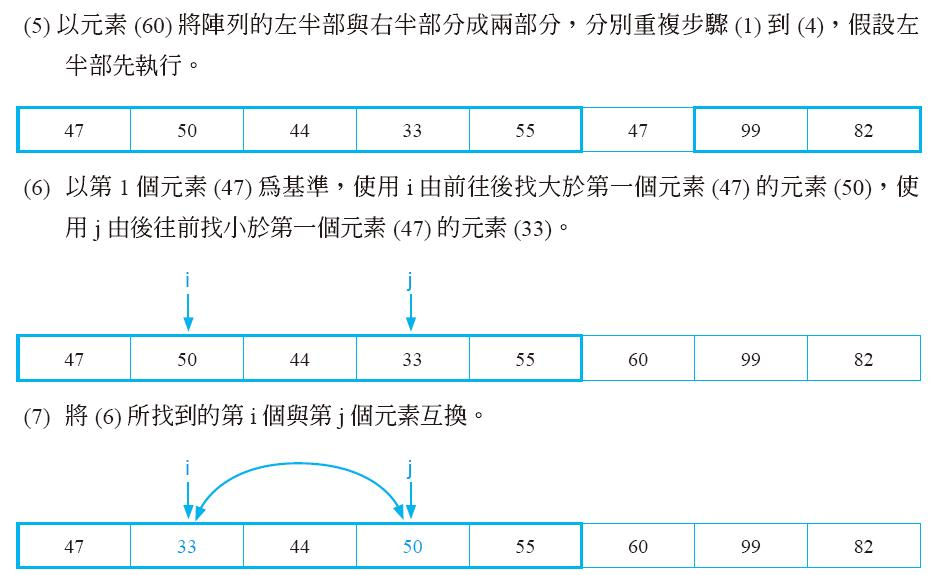 (5) 以元素 (60) 將陣列的左半部與右半部分成兩部分，分別重複步驟 (1) 到 (4)，假設左
半部先執行。
47 50 44 33 55 47 99 82
(6) 以第 1 個元素 (47) 爲基準，使用 i 由前往後找大於第一個元素 (47) 的元素 (50)，使
用 j 由後往前找小於第一個元素 (47) 的元素 (33)。
i j
47 50 44 33 55 60 99 82
(7) 將 (6) 所找到的第 i 個與第 j 個元素互換。
i j
47 33 44 50 55 60 99 82